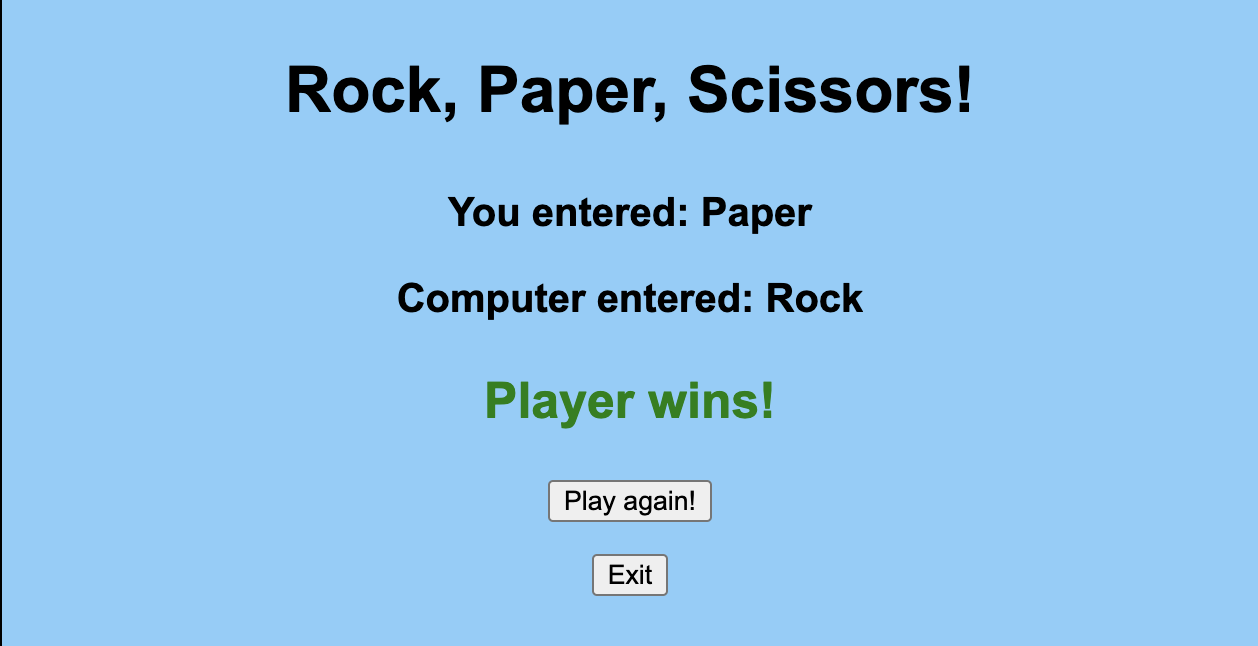 Rock, Paper, Scissors!
You entered: Paper
Computer entered: Rock
Player wins!
Play again!
Exit